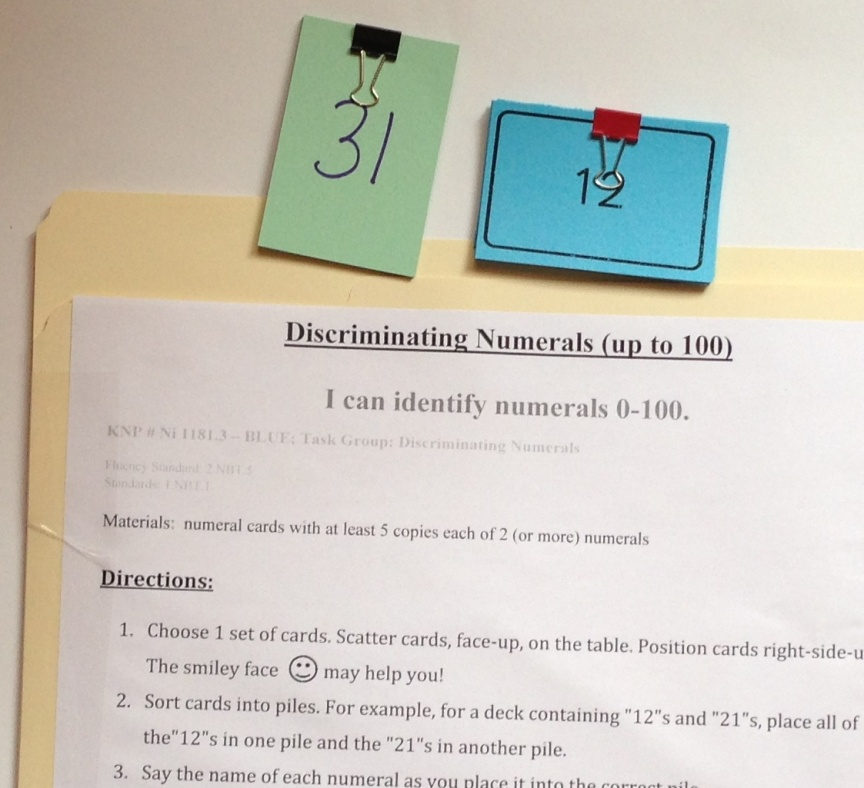 31
12
Discriminating Numerals (up to 100)
I can identify numerals 0-100.
KNP # Ni 1181.3 – BLUE: Task Group: Discriminating Numerals
Fluency Standard: 2.NBT.5
Standards: 1.NBT.1
Materials: numeral cards with at least 5 copies each of 2 (or more) numerals
Directions:
1. Choose 1 set of cards. Scatter cards, face-up, on the table. Position cards right-side-u
The smiley face may help you!
2. Sort cards into piles. For example, for a deck containing "12"s and "21"s, place all of
the"12"s in one pile and the "21"s in another pile.
3. Say the name of each numeral as you place it into the correct pile